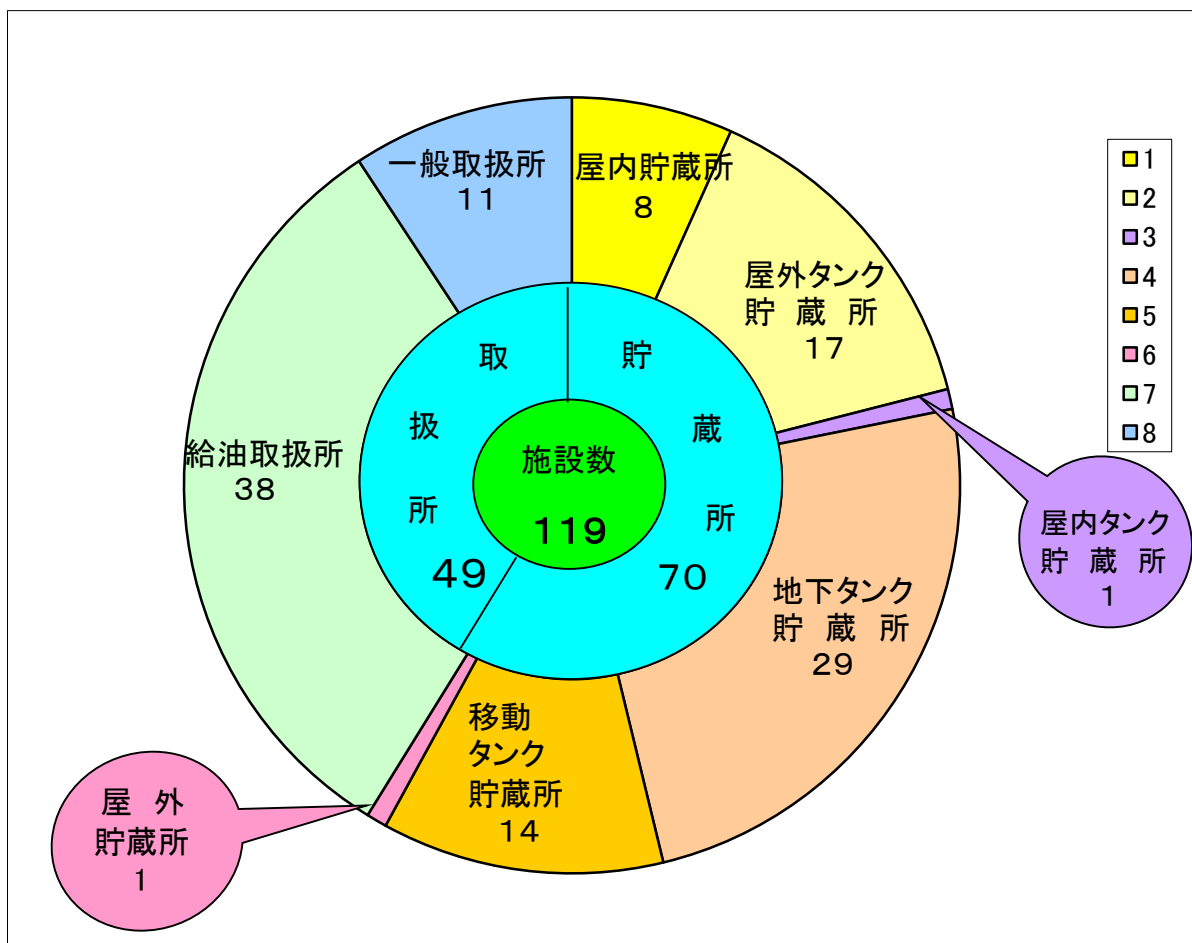 一般取扱所
11
屋内貯蔵所
8
屋外タンク
貯 蔵 所
17
屋内タンク
貯 蔵 所
1
地下タンク
貯 蔵 所
29
移動
タンク
貯蔵所
14
屋 外
貯蔵所
1
給油取扱所
38
取扱所
49
貯蔵所
70
施設数
119
1
2
3
4
5
6
7
8